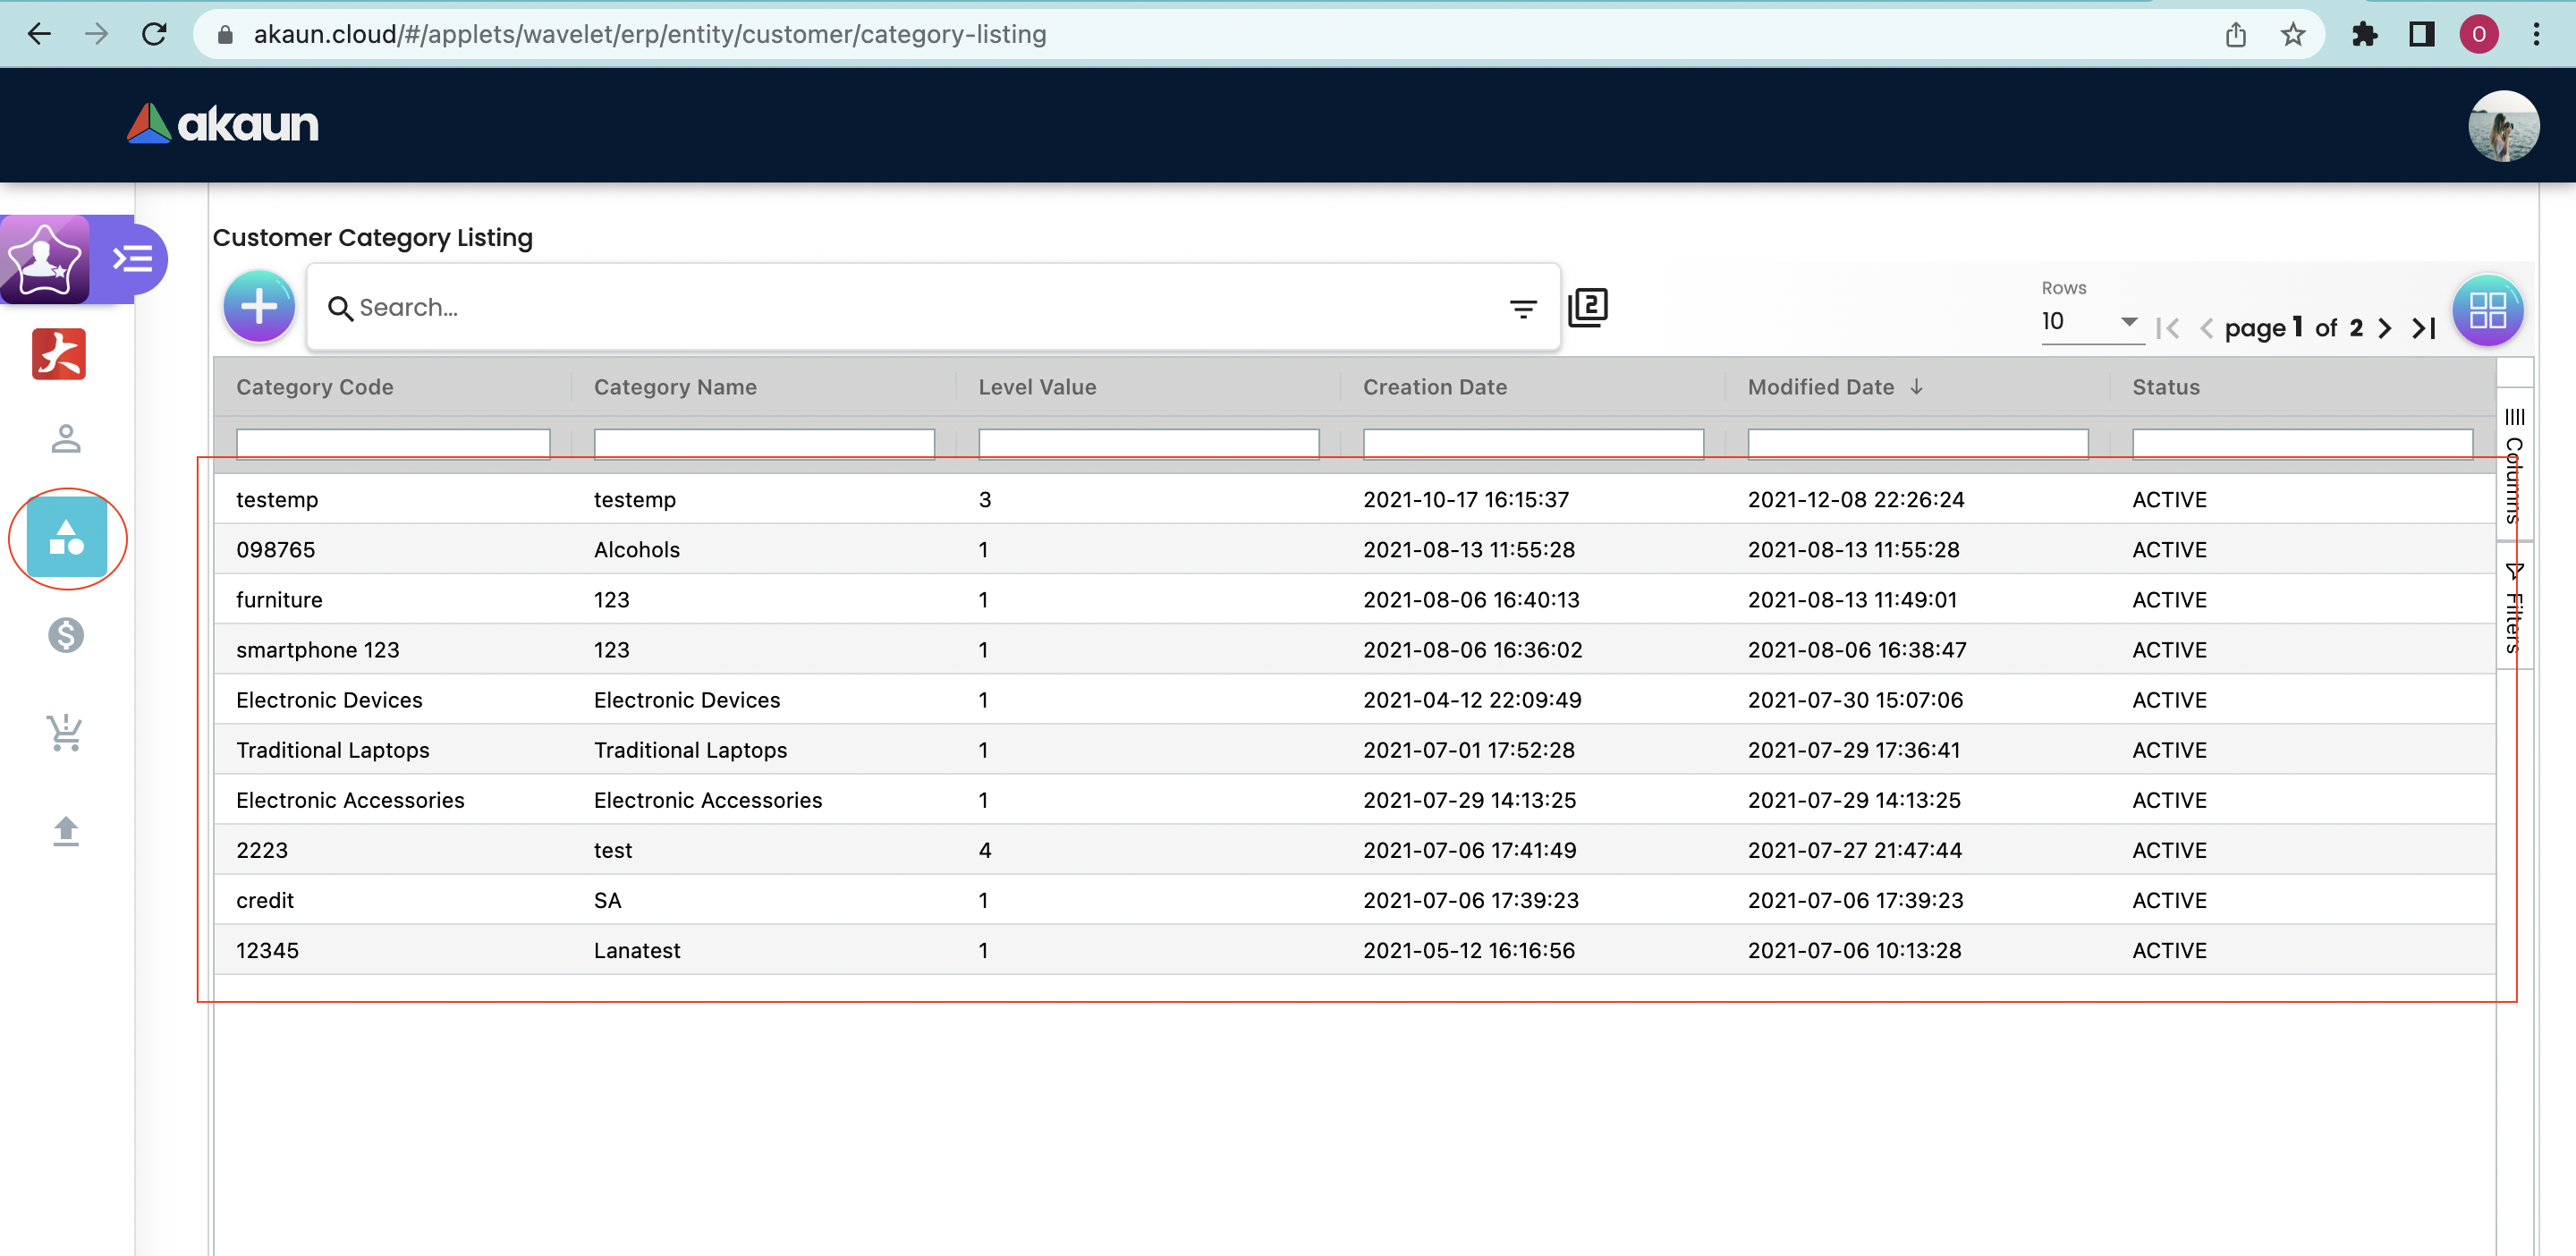 akaun.cloud/#/applets/wavelet/erp/entity/customer/category-listing
O
akaun
Customer Category Listing
Search...
2
Rows
10
page 1 of 2
Category Code Category Name Level Value Creation Date Modified Date Status
Columns
Filters
testemp testemp 3 2021-10-17 16:15:37 2021-12-08 22:26:24 ACTIVE
098765 Alcohols 1 2021-08-13 11:55:28 2021-08-13 11:55:28 ACTIVE
furniture 123 1 2021-08-06 16:40:13 2021-08-13 11:49:01 ACTIVE
smartphone 123 123 1 2021-08-06 16:36:02 2021-08-06 16:38:47 ACTIVE
Electronic Devices Electronic Devices 1 2021-04-12 22:09:49 2021-07-30 15:07:06 ACTIVE
Traditional Laptops Traditional Laptops 1 2021-07-01 17:52:28 2021-07-29 17:36:41 ACTIVE
Electronic Accessories Electronic Accessories 1 2021-07-29 14:13:25 2021-07-29 14:13:25 ACTIVE
2223 test 4 2021-07-06 17:41:49 2021-07-27 21:47:44 ACTIVE
credit SA 1 2021-07-06 17:39:23 2021-07-06 17:39:23 ACTIVE
12345 Lanatest 1 2021-05-12 16:16:56 2021-07-06 10:13:28 ACTIVE